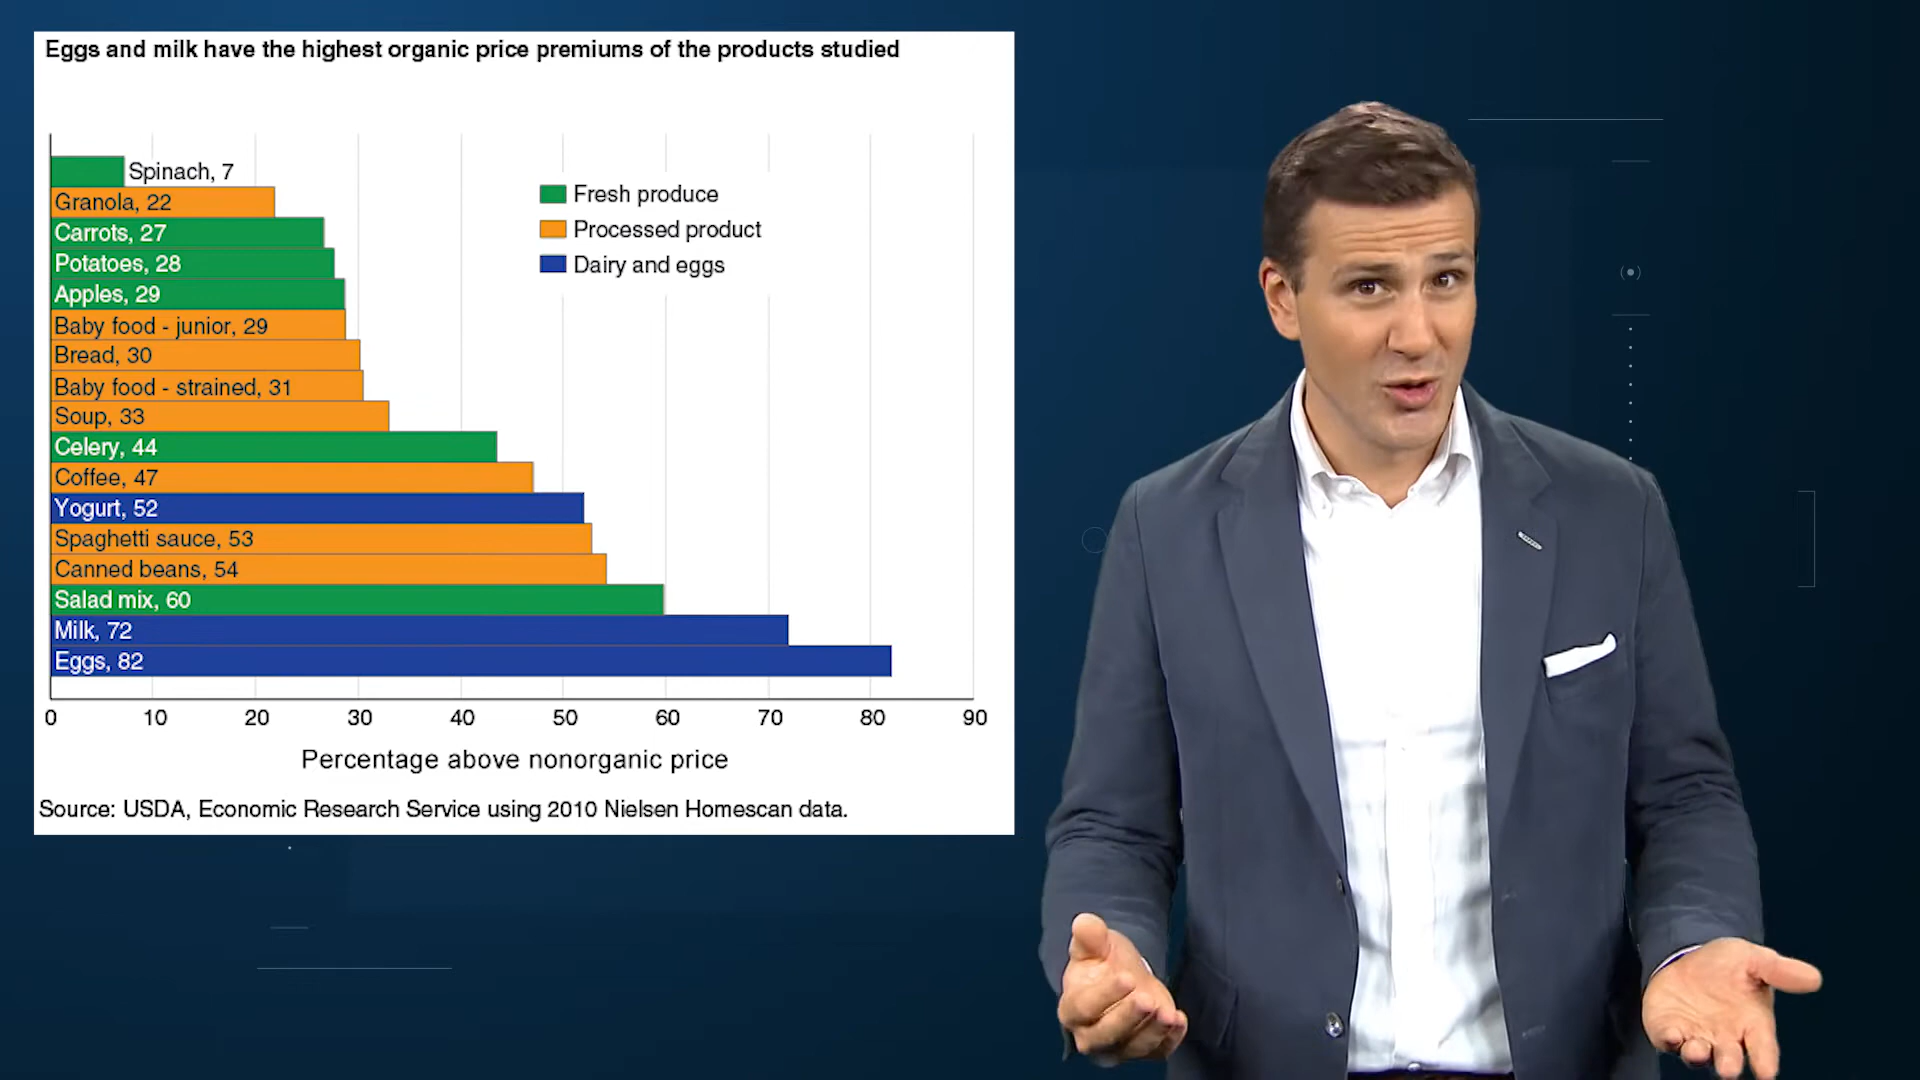 Eggs and milk have the highest organic price premiums of the products studied
Spinach, 7
Granola, 22
Carrots, 27
Potatoes, 28
Apples, 29
Baby food - junior, 29
Bread, 30
Baby food - strained, 31
Soup, 33
Celery, 44
Coffee, 47
Yogurt, 52
Spaghetti sauce, 53
Canned beans, 54
Salad mix, 60
Milk, 72
Eggs, 82
Fresh produce
Processed product
Dairy and eggs
0 10 20 30 40 50 60 70 80 90
Percentage above nonorganic price
Source: USDA, Economic Research Service using 2010 Nielsen Homescan data.